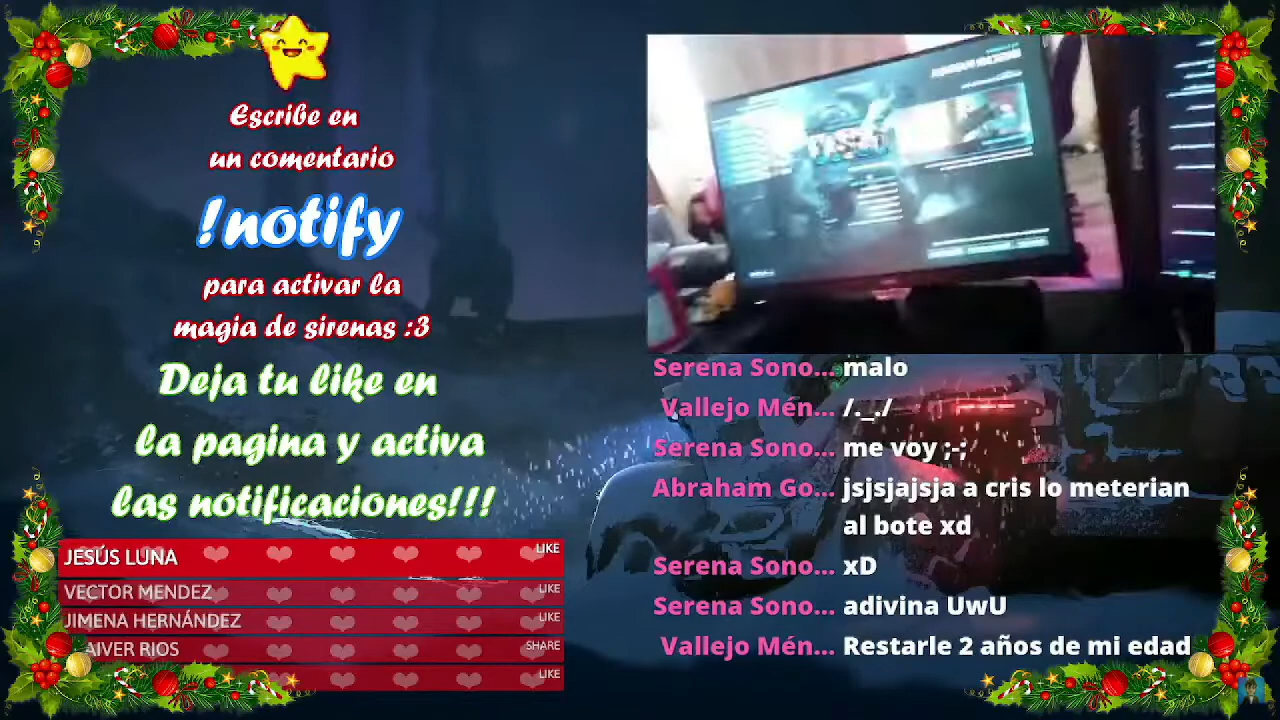 Escribe en
un comentario
!notify
para activar la
magia de sirenas :3
Deja tu like en
la pagina y activa
las notificaciones!!!
JESÚS LUNA LIKE
VECTOR MENDEZ LIKE
JIMENA HERNÁNDEZ LIKE
AIVER RIOS SHARE
LIKE
Serena Sono... malo
Vallejo Mén... /._./
Serena Sono... me voy ;-;
Abraham Go... jsjsjajsja a cris lo meterian
al bote xd
Serena Sono... xD
Serena Sono... adivina UwU
Vallejo Mén... Restarle 2 años de mi edad